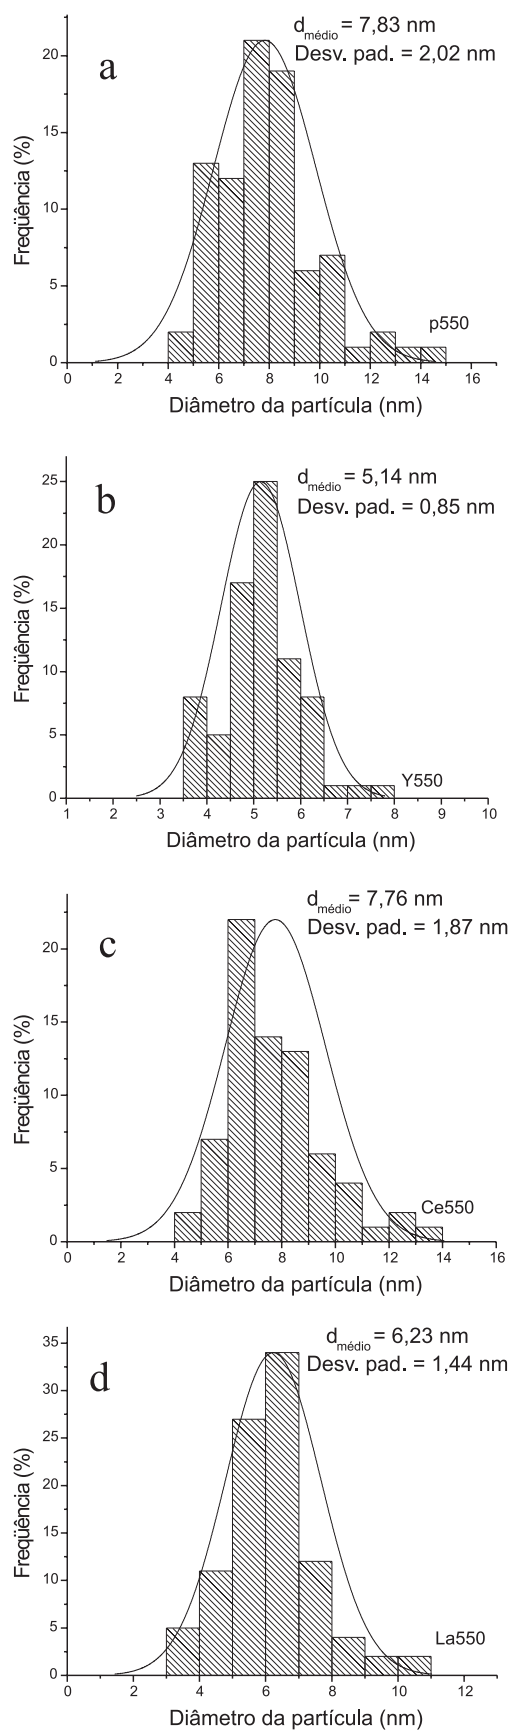 a
d médio = 7,83 nm
Desv. pad. = 2,02 nm
Freqüência (%)
20
15
10
5
0
p550
0 2 4 6 8 10 12 14 16
Diâmetro da partícula (nm)
b
d médio = 5,14 nm
Desv. pad. = 0,85 nm
Freqüência (%)
25
20
15
10
5
0
Y550
1 2 3 4 5 6 7 8 9 10
Diâmetro da partícula (nm)
c
d médio = 7,76 nm
Desv. pad. = 1,87 nm
Freqüência (%)
20
15
10
5
0
Ce550
0 2 4 6 8 10 12 14 16
Diâmetro da partícula (nm)
d
d médio = 6,23 nm
Desv. pad. = 1,44 nm
Freqüência (%)
35
30
25
20
15
10
5
0
La550
0 2 4 6 8 10 12
Diâmetro da partícula (nm)